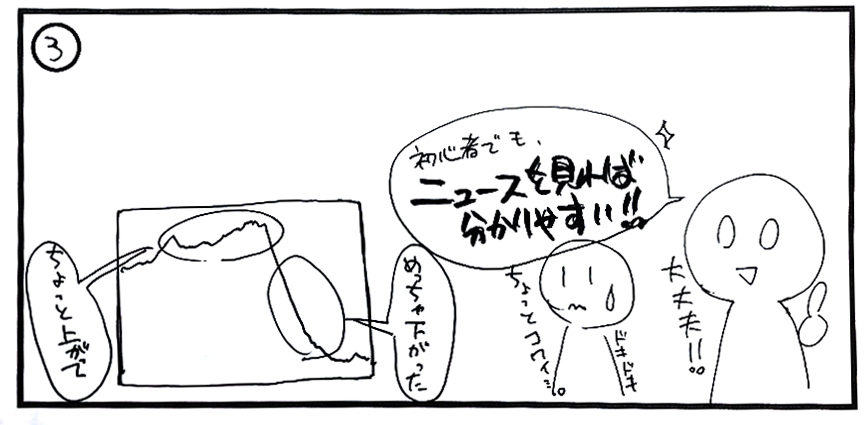 3
初心者でも、
ニュースを見れば
分かりやすい!!
大丈夫!!
ちょっとコワイ…。
ドキドキ
めっちゃ下がった
ちょこと上がて